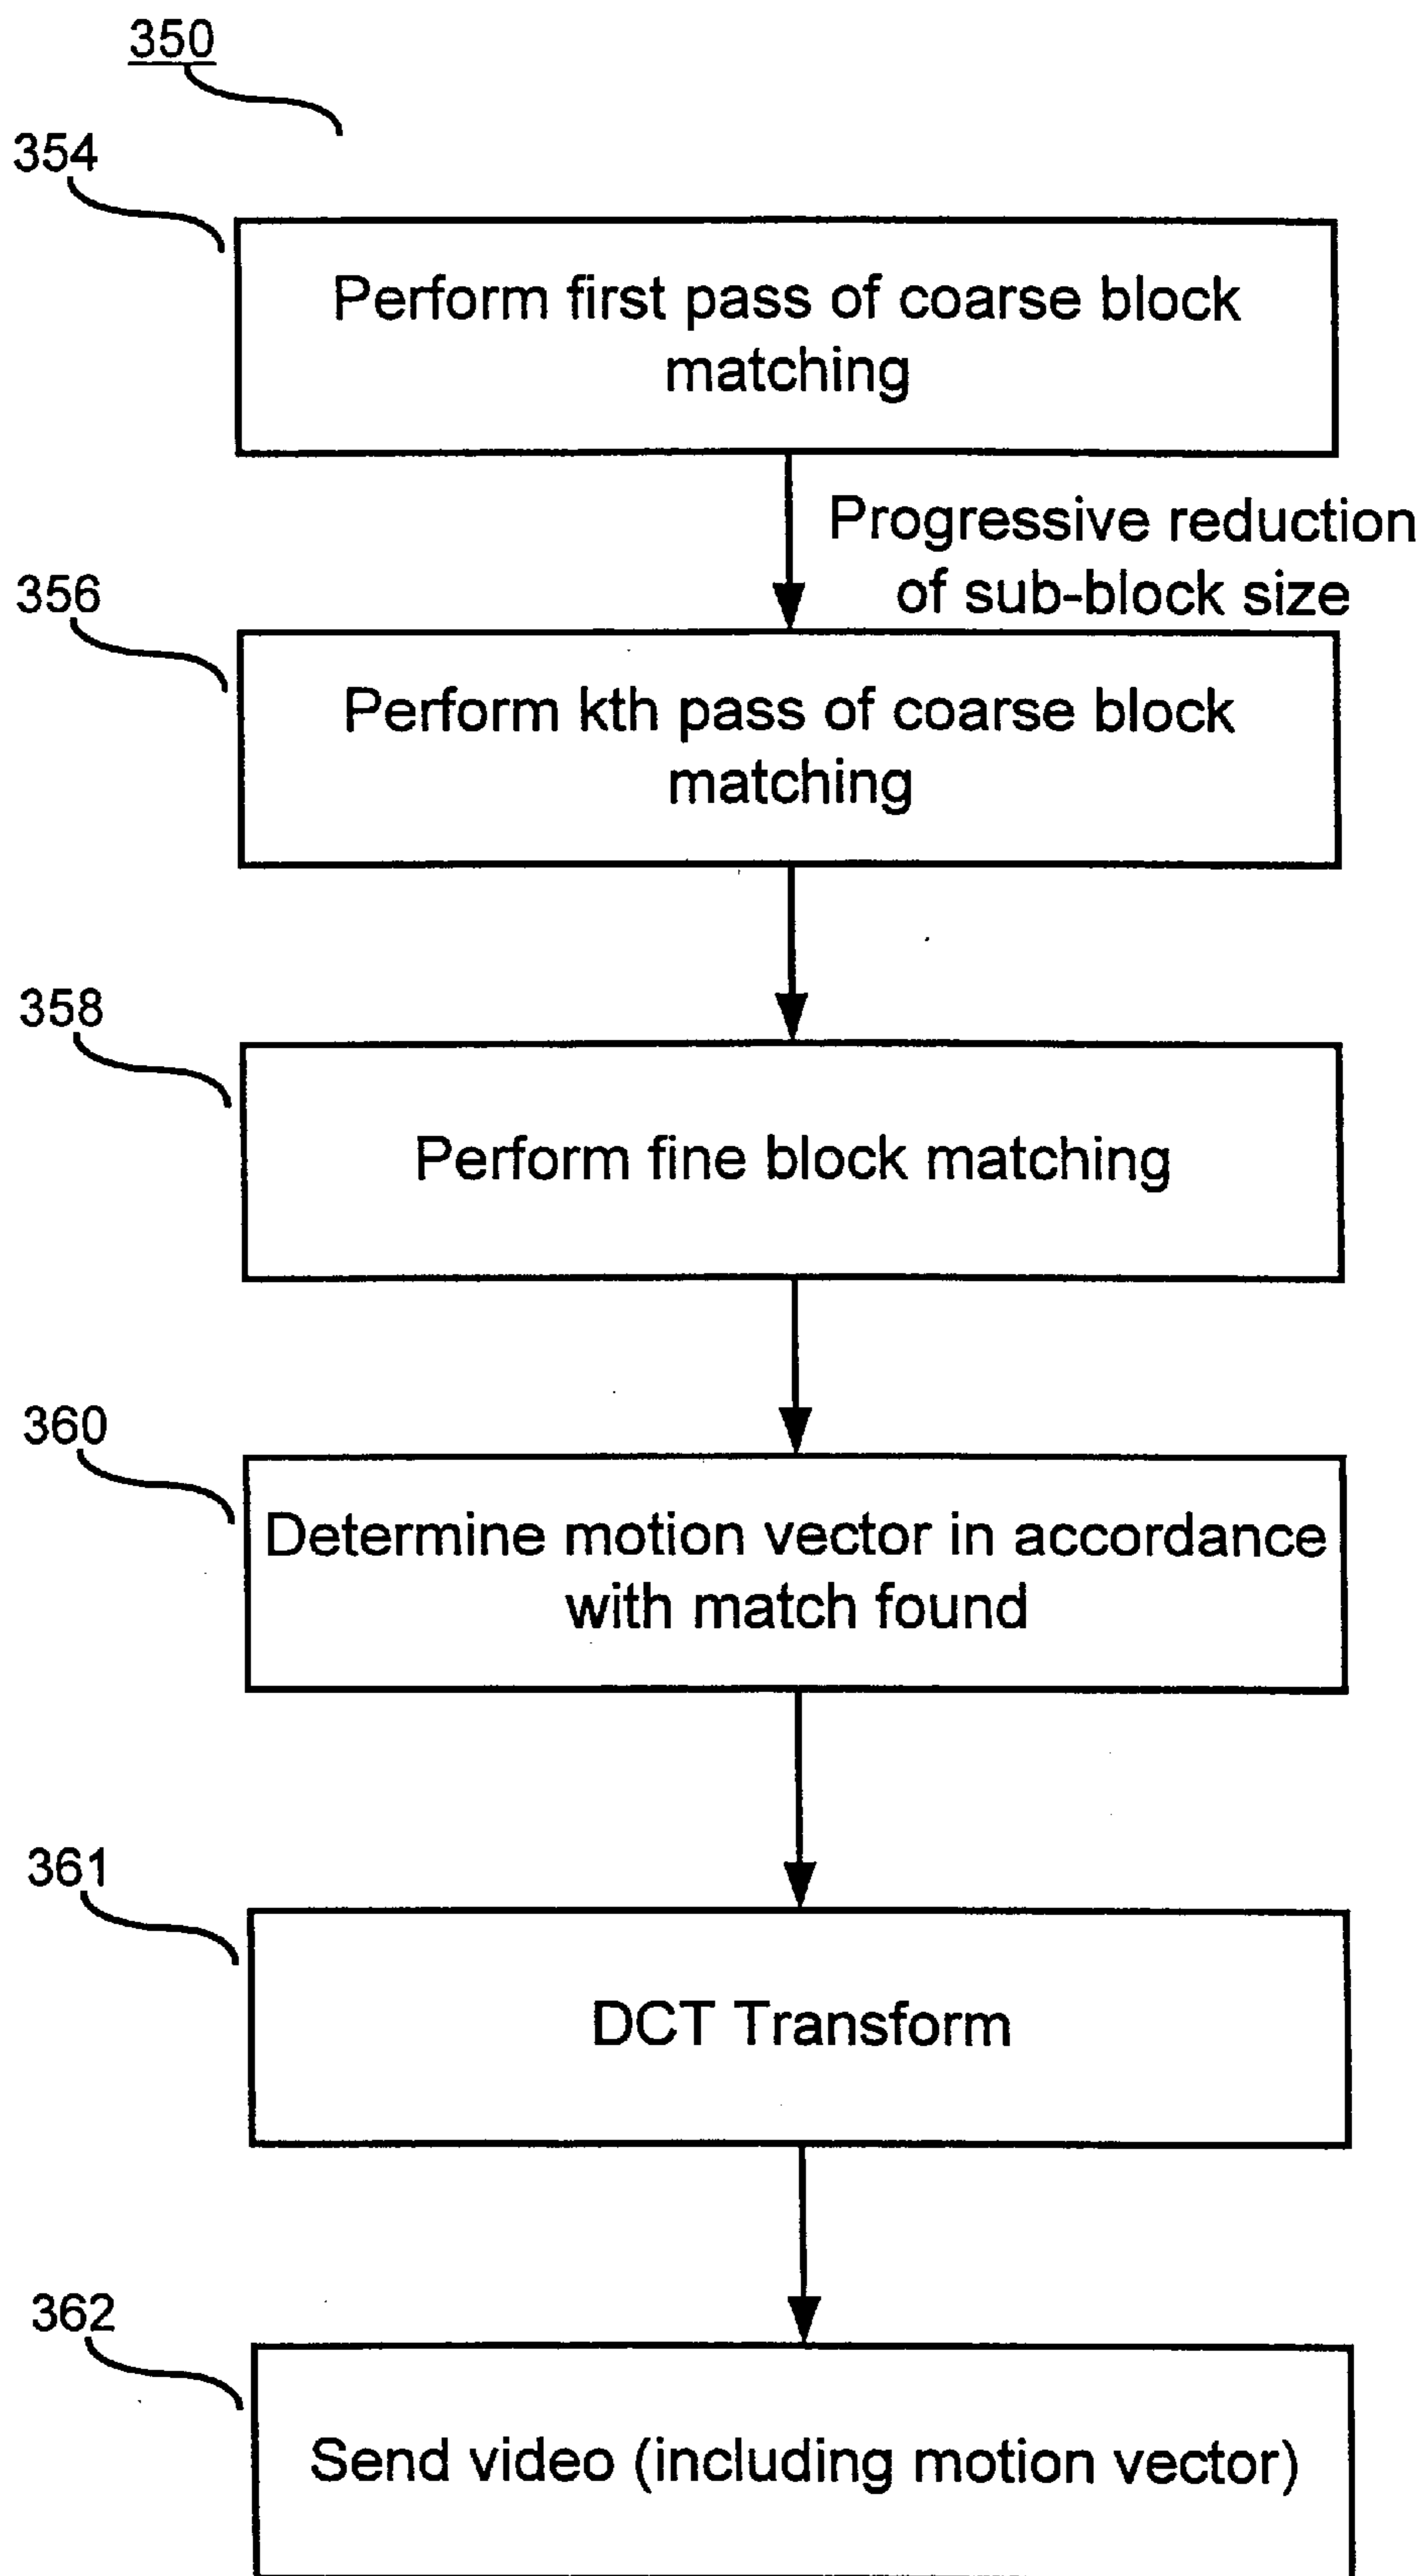 350
354
Perform first pass of coarse block
matching
Progressive reduction
of sub-block size
356
Perform kth pass of coarse block
matching
358
Perform fine block matching
360
Determine motion vector in accordance
with match found
361
DCT Transform
362
Send video (including motion vector)